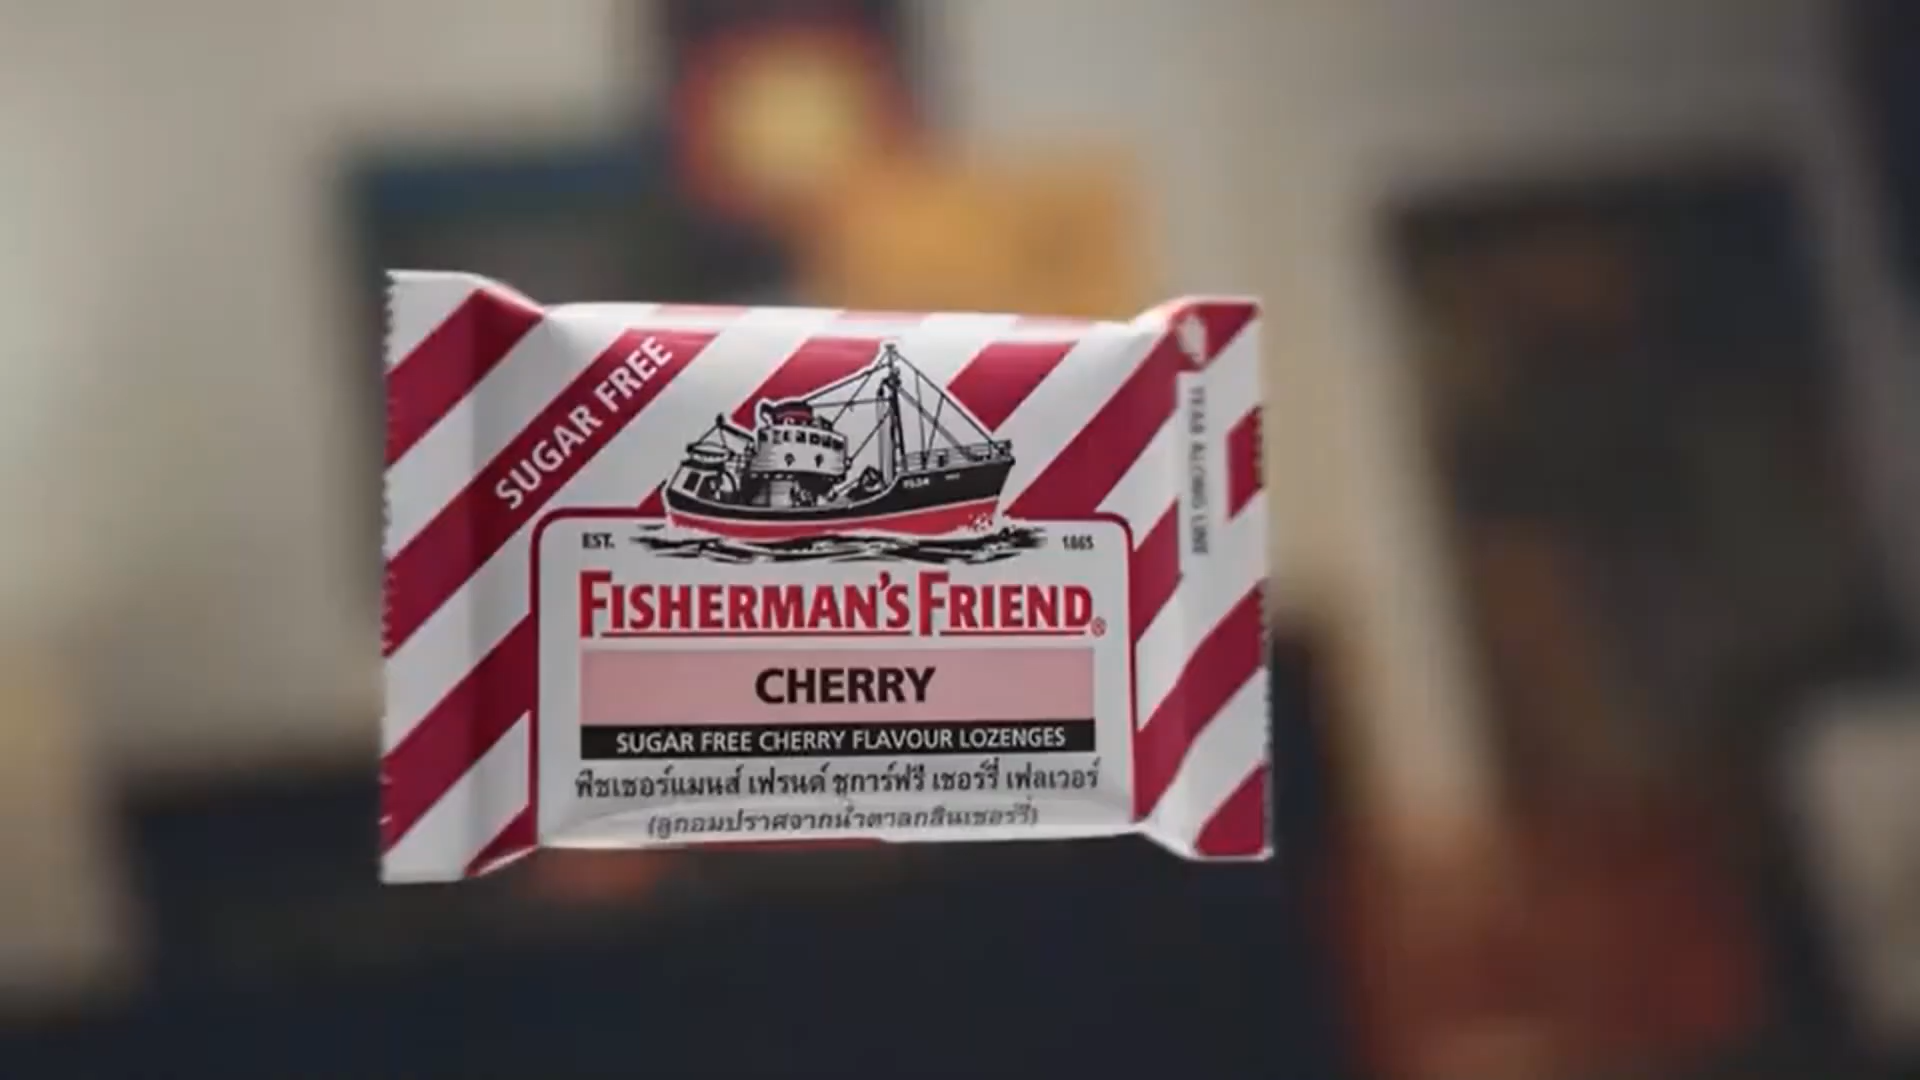 SUGAR FREE
TEAR ALONG LINE
EST. 1865
FISHERMAN'S FRIEND®
CHERRY
SUGAR FREE CHERRY FLAVOUR LOZENGES
ฟิชเชอร์แมนส์ เฟรนด์ ชูการ์ฟรี เชอร์รี่ เฟลเวอร์
(ลูกอมปราศจากน้ำตาลกลิ่นเชอร์รี่)